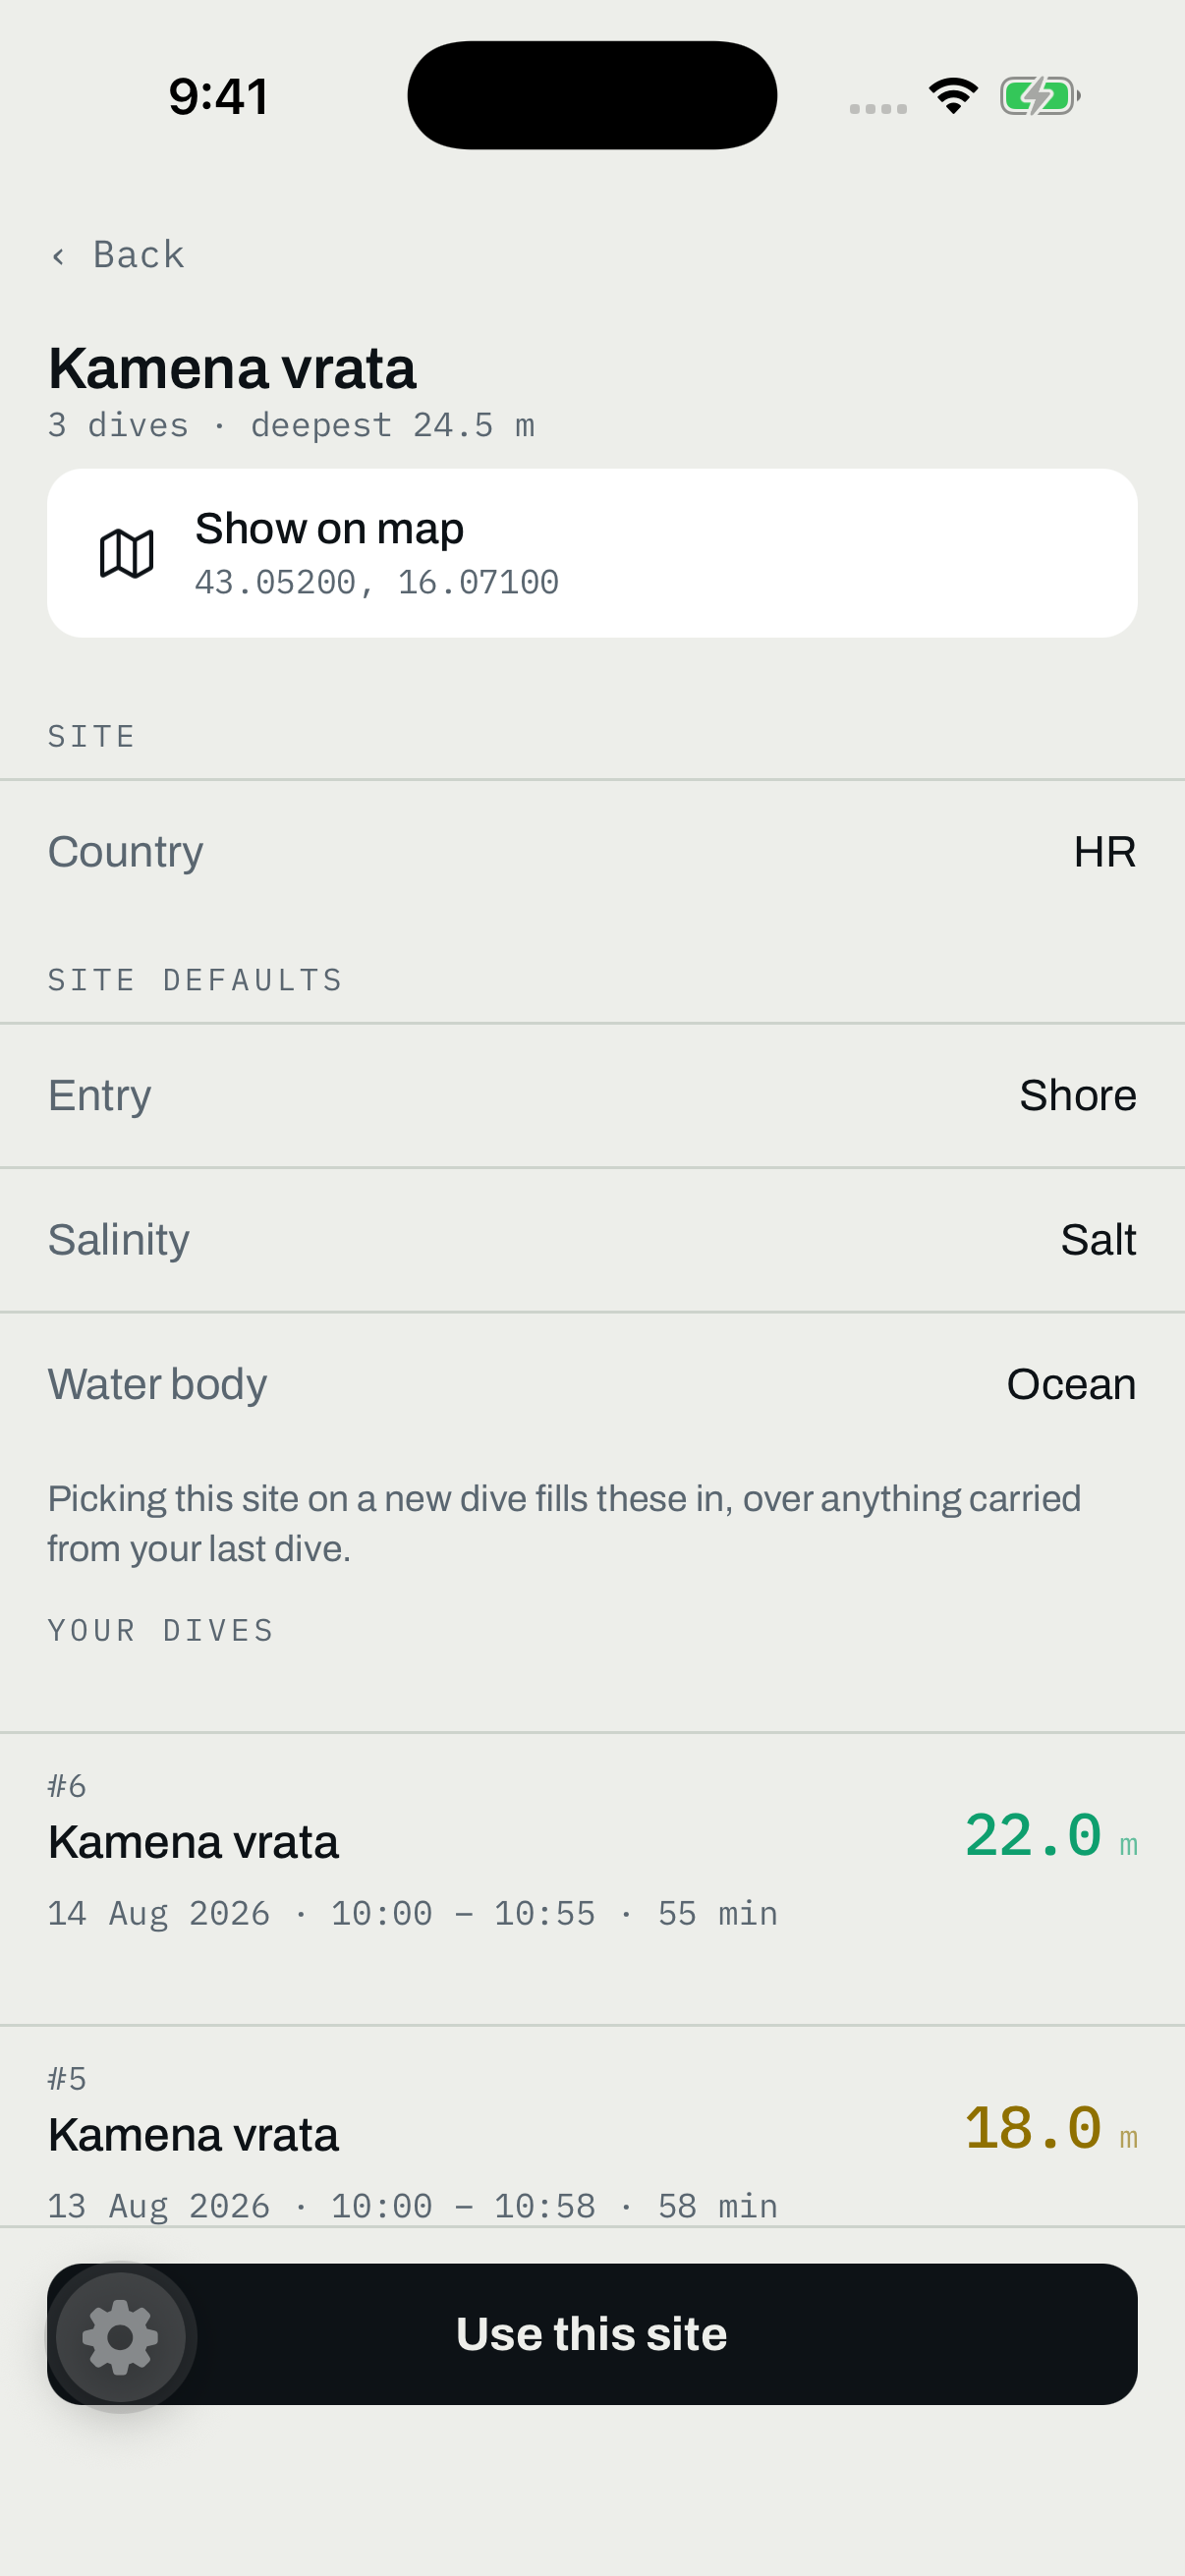 9:41
‹ Back
Kamena vrata
3 dives · deepest 24.5 m
Show on map
43.05200, 16.07100
SITE
Country HR
SITE DEFAULTS
Entry Shore
Salinity Salt
Water body Ocean
Picking this site on a new dive fills these in, over anything carried
from your last dive.
YOUR DIVES
#6
Kamena vrata 22.0 m
14 Aug 2026 · 10:00 – 10:55 · 55 min
#5
Kamena vrata 18.0 m
13 Aug 2026 · 10:00 – 10:58 · 58 min
Use this site